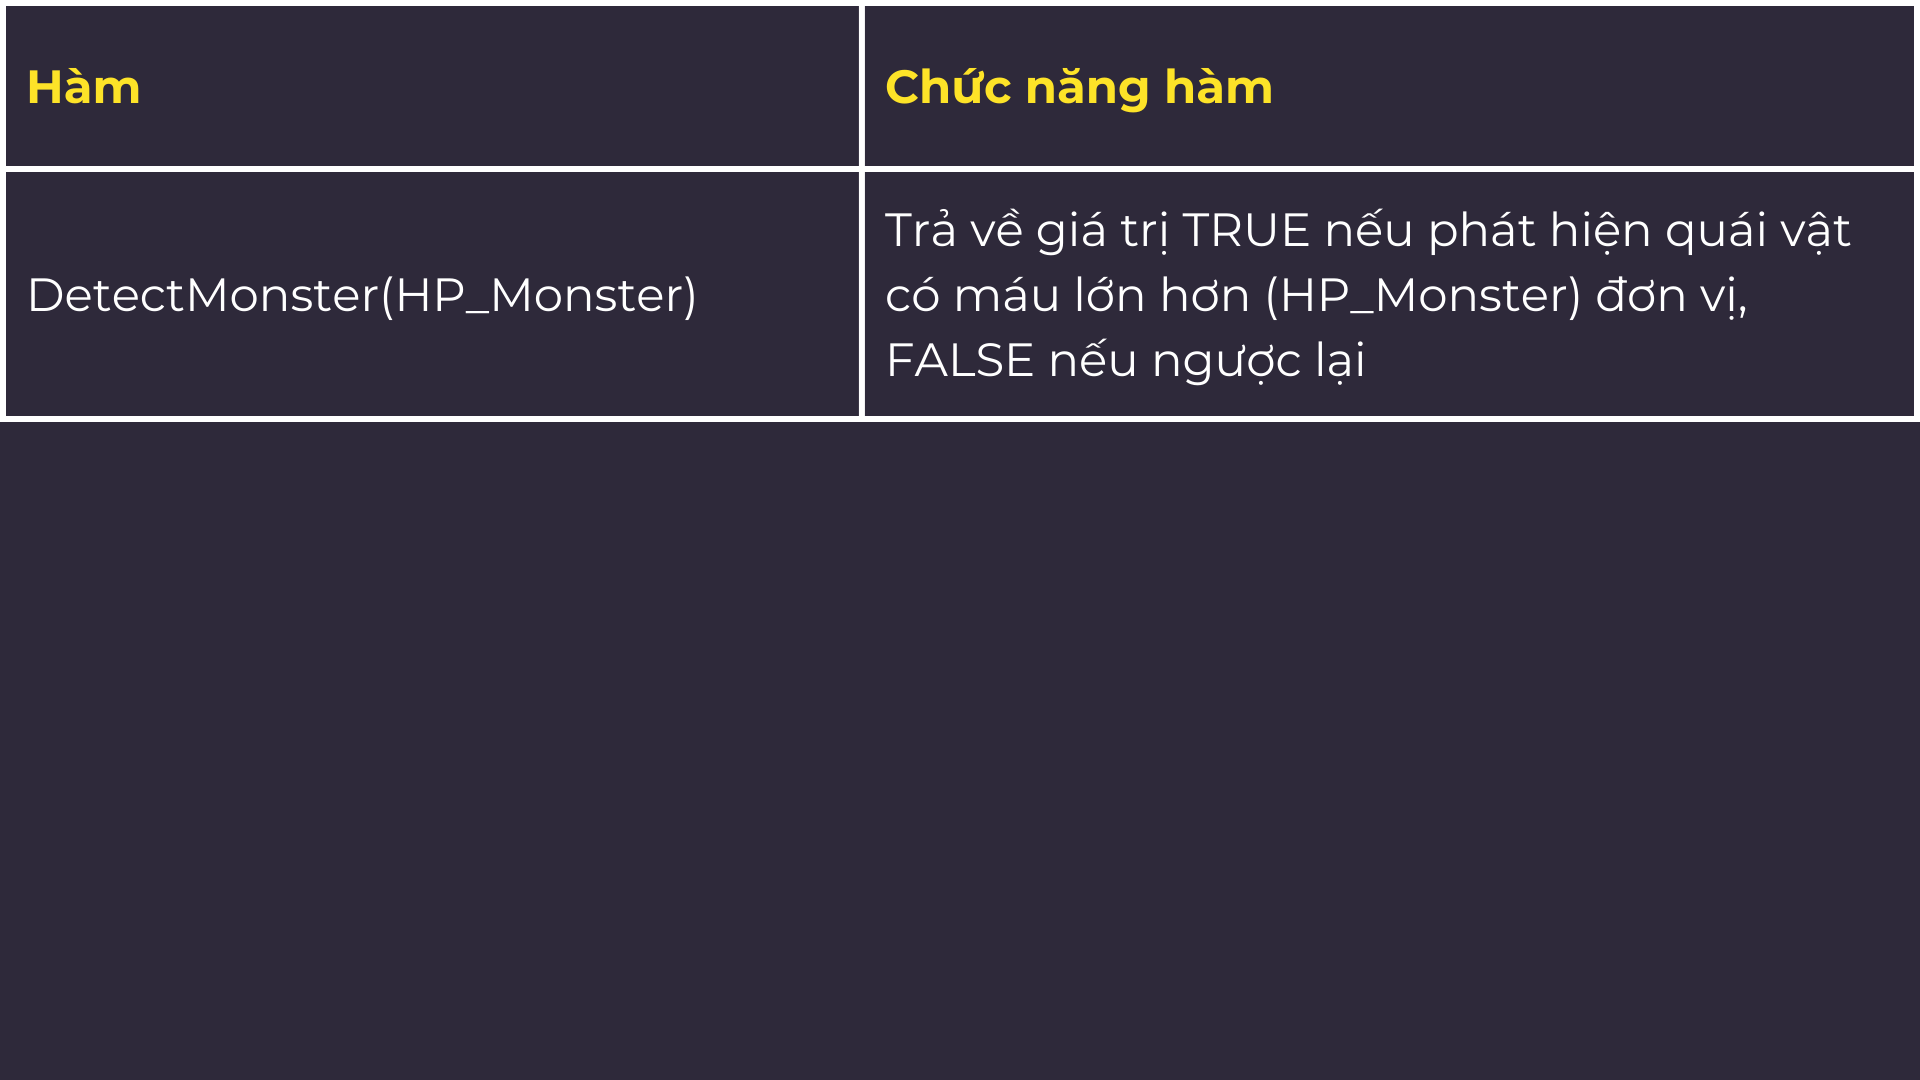 Hàm
Chức năng hàm
DetectMonster(HP_Monster)
Trả về giá trị TRUE nếu phát hiện quái vật
có máu lớn hơn (HP_Monster) đơn vị,
FALSE nếu ngược lại